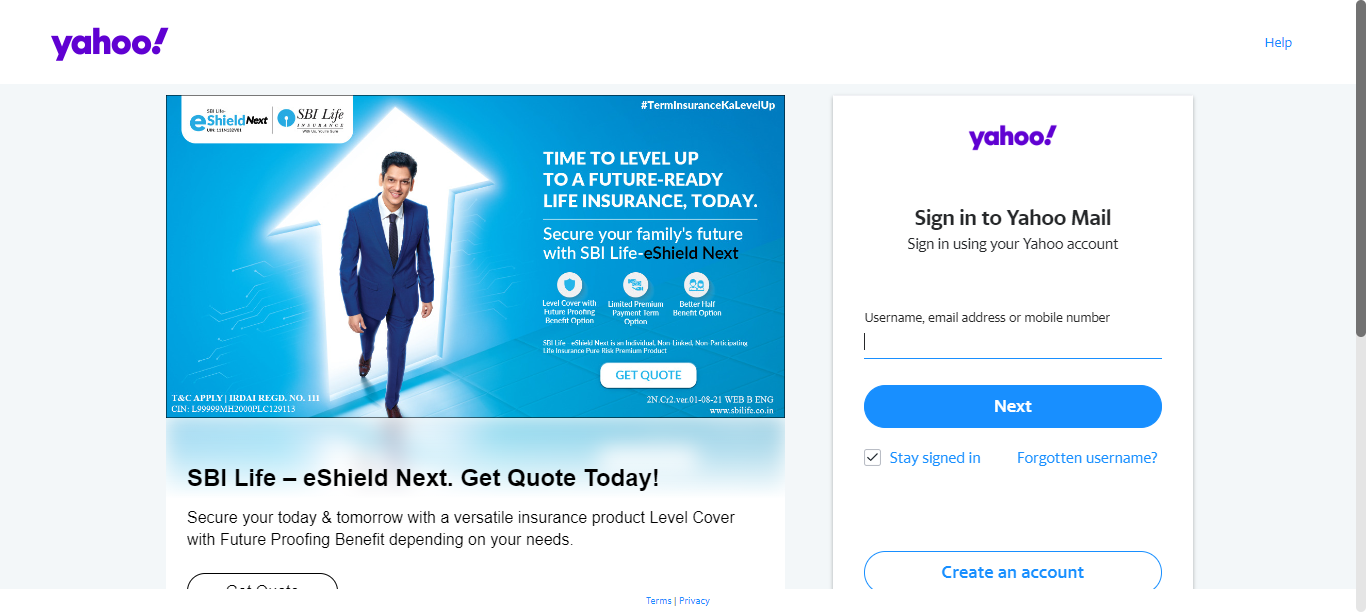 yahoo!
Help
SBI Life-
eShield Next
SBI Life
INSURANCE
#TermInsuranceKaLevelUp
TIME TO LEVEL UP
TO A FUTURE-READY
LIFE INSURANCE, TODAY.
Secure your family's future
with SBI Life-eShield Next
Level Cover with
Future Proofing
Benefit Option
Limited Premium
Payment Term
Option
Better Half
Benefit Option
SBI Life - eShield Next is an Individual, Non-Linked, Non-Participating
Life Insurance Pure Risk Premium Product
GET QUOTE
T&C APPLY | IRDAI REGD. NO. 111
CIN: L99999MH2000PLC129113
2N.Cr2.ver.01-08-21 WEB B ENG
www.sbilife.co.in
SBI Life – eShield Next. Get Quote Today!
Secure your today & tomorrow with a versatile insurance product Level Cover
with Future Proofing Benefit depending on your needs.
Get Quote
yahoo!
Sign in to Yahoo Mail
Sign in using your Yahoo account
Username, email address or mobile number
Next
Stay signed in
Forgotten username?
Create an account
Terms | Privacy